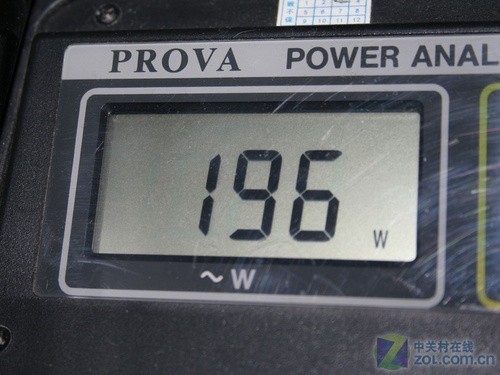 PROVA POWER ANAL
196 W
~W
中关村在线
ZOL.COM.CN